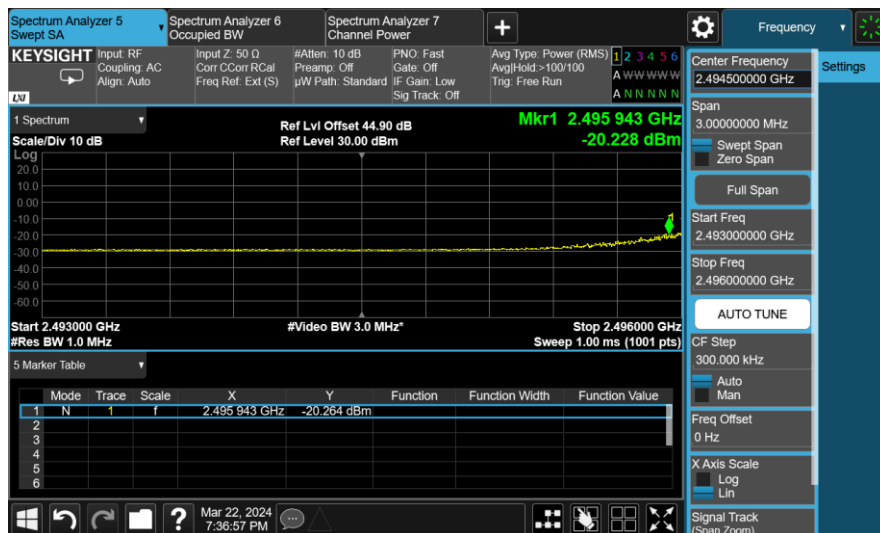 Spectrum Analyzer 5
Swept SA
Spectrum Analyzer 6
Occupied BW
Spectrum Analyzer 7
Channel Power
Frequency
KEYSIGHT
LXI
Input: RF
Coupling: AC
Align: Auto
Input Z: 50 Ω
Corr CCorr RCal
Freq Ref: Ext (S)
#Atten: 10 dB
Preamp: Off
µW Path: Standard
PNO: Fast
Gate: Off
IF Gain: Low
Sig Track: Off
Avg Type: Power (RMS)
Avg|Hold:>100/100
Trig: Free Run
1 2 3 4 5 6
A W W W W W
A N N N N N
1 Spectrum
Scale/Div 10 dB
Ref Lvl Offset 44.90 dB
Ref Level 30.00 dBm
Mkr1 2.495 943 GHz
-20.228 dBm
Log
20.0
10.0
0.00
-10.0
-20.0
-30.0
-40.0
-50.0
-60.0
1
Start 2.493000 GHz
#Res BW 1.0 MHz
#Video BW 3.0 MHz*
Stop 2.496000 GHz
Sweep 1.00 ms (1001 pts)
5 Marker Table
Mode Trace Scale X Y Function Function Width Function Value
1 N 1 f 2.495 943 GHz -20.264 dBm
2
3
4
5
6
?
Mar 22, 2024
7:36:57 PM
Center Frequency
2.494500000 GHz
Span
3.00000000 MHz
Swept Span
Zero Span
Full Span
Start Freq
2.493000000 GHz
Stop Freq
2.496000000 GHz
AUTO TUNE
CF Step
300.000 kHz
Auto
Man
Freq Offset
0 Hz
X Axis Scale
Log
Lin
Signal Track
(Span Zoom)
Settings